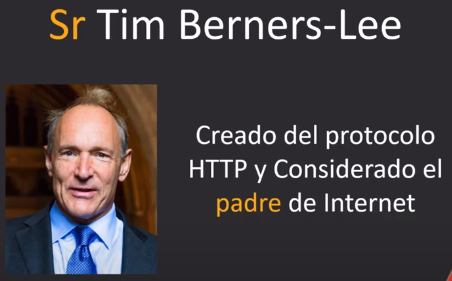 Sr Tim Berners-Lee
Creado del protocolo
HTTP y Considerado el
padre de Internet